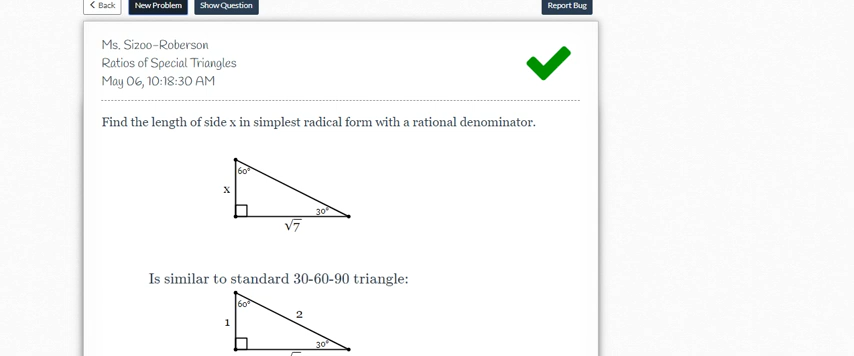 Back New Problem Show Question Report Bug
Ms. Sizoo-Roberson
Ratios of Special Triangles
May 06, 10:18:30 AM
Find the length of side x in simplest radical form with a rational denominator.
60°
x
30°
√7
Is similar to standard 30-60-90 triangle:
60°
2
1
30°